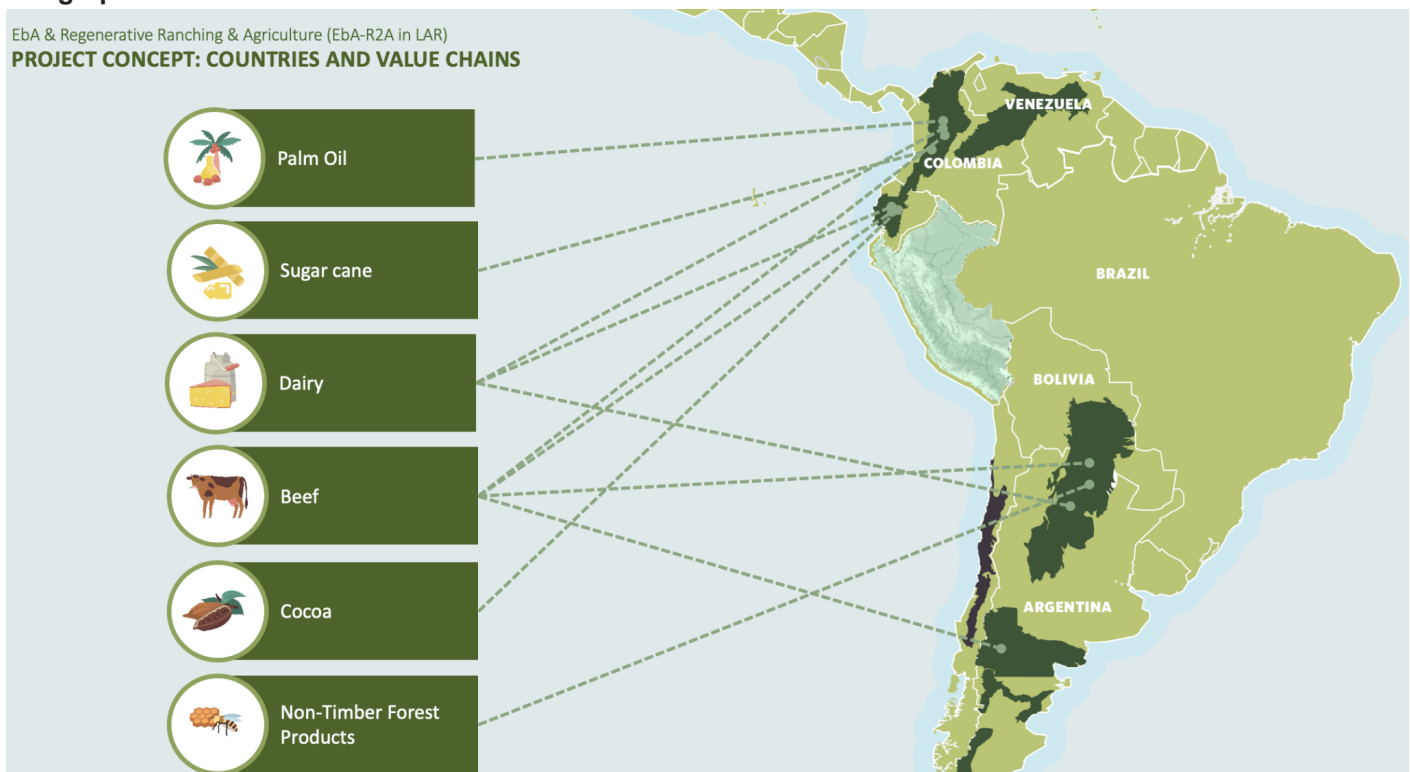 EbA & Regenerative Ranching & Agriculture (EbA-R2A in LAR)
PROJECT CONCEPT: COUNTRIES AND VALUE CHAINS
Palm Oil
Sugar cane
Dairy
Beef
Cocoa
Non-Timber Forest
Products
VENEZUELA
COLOMBIA
BRAZIL
BOLIVIA
ARGENTINA